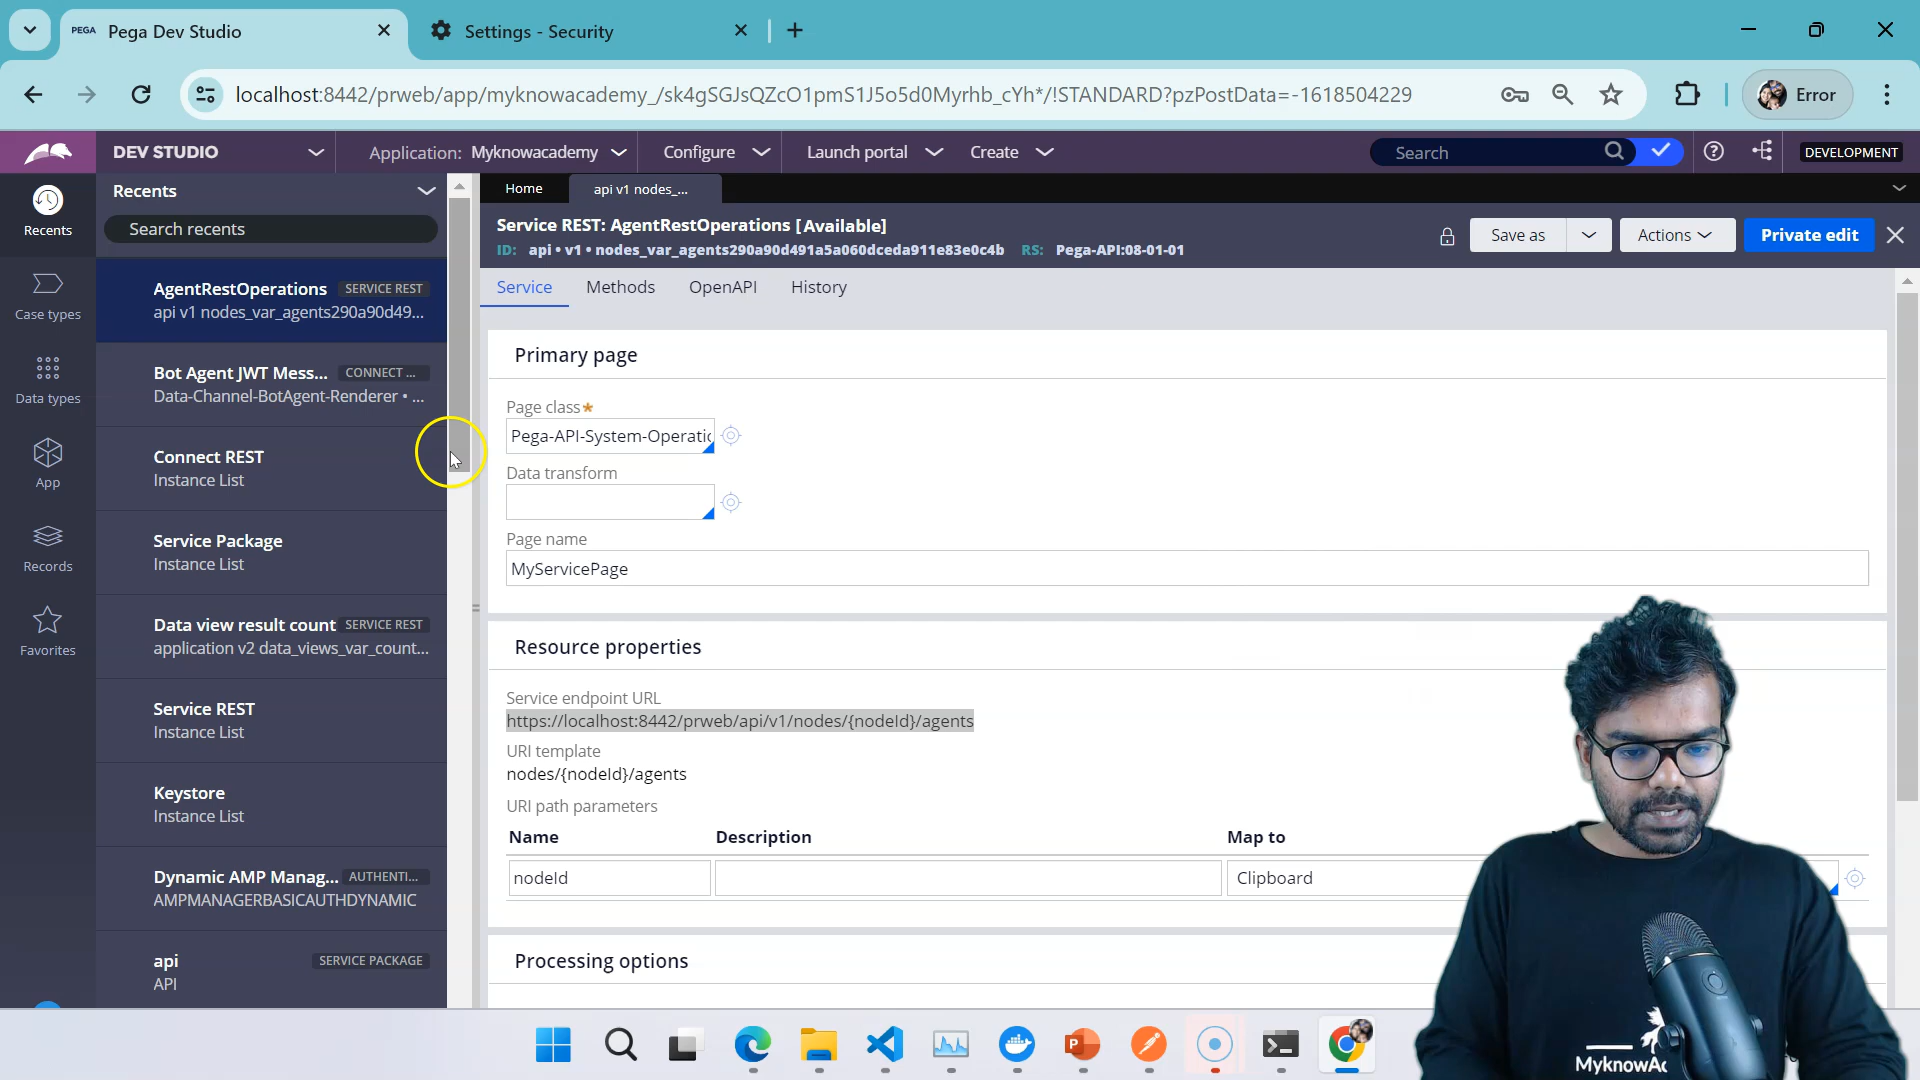 PEGA Pega Dev Studio
Settings - Security
localhost:8442/prweb/app/myknowacademy_/sk4gSGJsQZcO1pmS1J5o5d0Myrhb_cYh*/!STANDARD?pzPostData=-1618504229
Error
DEV STUDIO
Application: Myknowacademy
Configure
Launch portal
Create
Search
DEVELOPMENT
Recents
Case types
Data types
App
Records
Favorites
Recents
Search recents
AgentRestOperations SERVICE REST
api v1 nodes_var_agents290a90d49...
Bot Agent JWT Mess... CONNECT ...
Data-Channel-BotAgent-Renderer • ...
Connect REST
Instance List
Service Package
Instance List
Data view result count SERVICE REST
application v2 data_views_var_count...
Service REST
Instance List
Keystore
Instance List
Dynamic AMP Manag... AUTHENTI...
AMPMANAGERBASICAUTHDYNAMIC
api SERVICE PACKAGE
API
Home
api v1 nodes_...
Service REST: AgentRestOperations [Available]
ID: api • v1 • nodes_var_agents290a90d491a5a060dceda911e83e0c4b RS: Pega-API:08-01-01
Save as
Actions
Private edit
Service
Methods
OpenAPI
History
Primary page
Page class*
Pega-API-System-Operatic
Data transform
Page name
MyServicePage
Resource properties
Service endpoint URL
https://localhost:8442/prweb/api/v1/nodes/{nodeId}/agents
URI template
nodes/{nodeId}/agents
URI path parameters
Name Description Map to
nodeId Clipboard
Processing options
MyknowAc